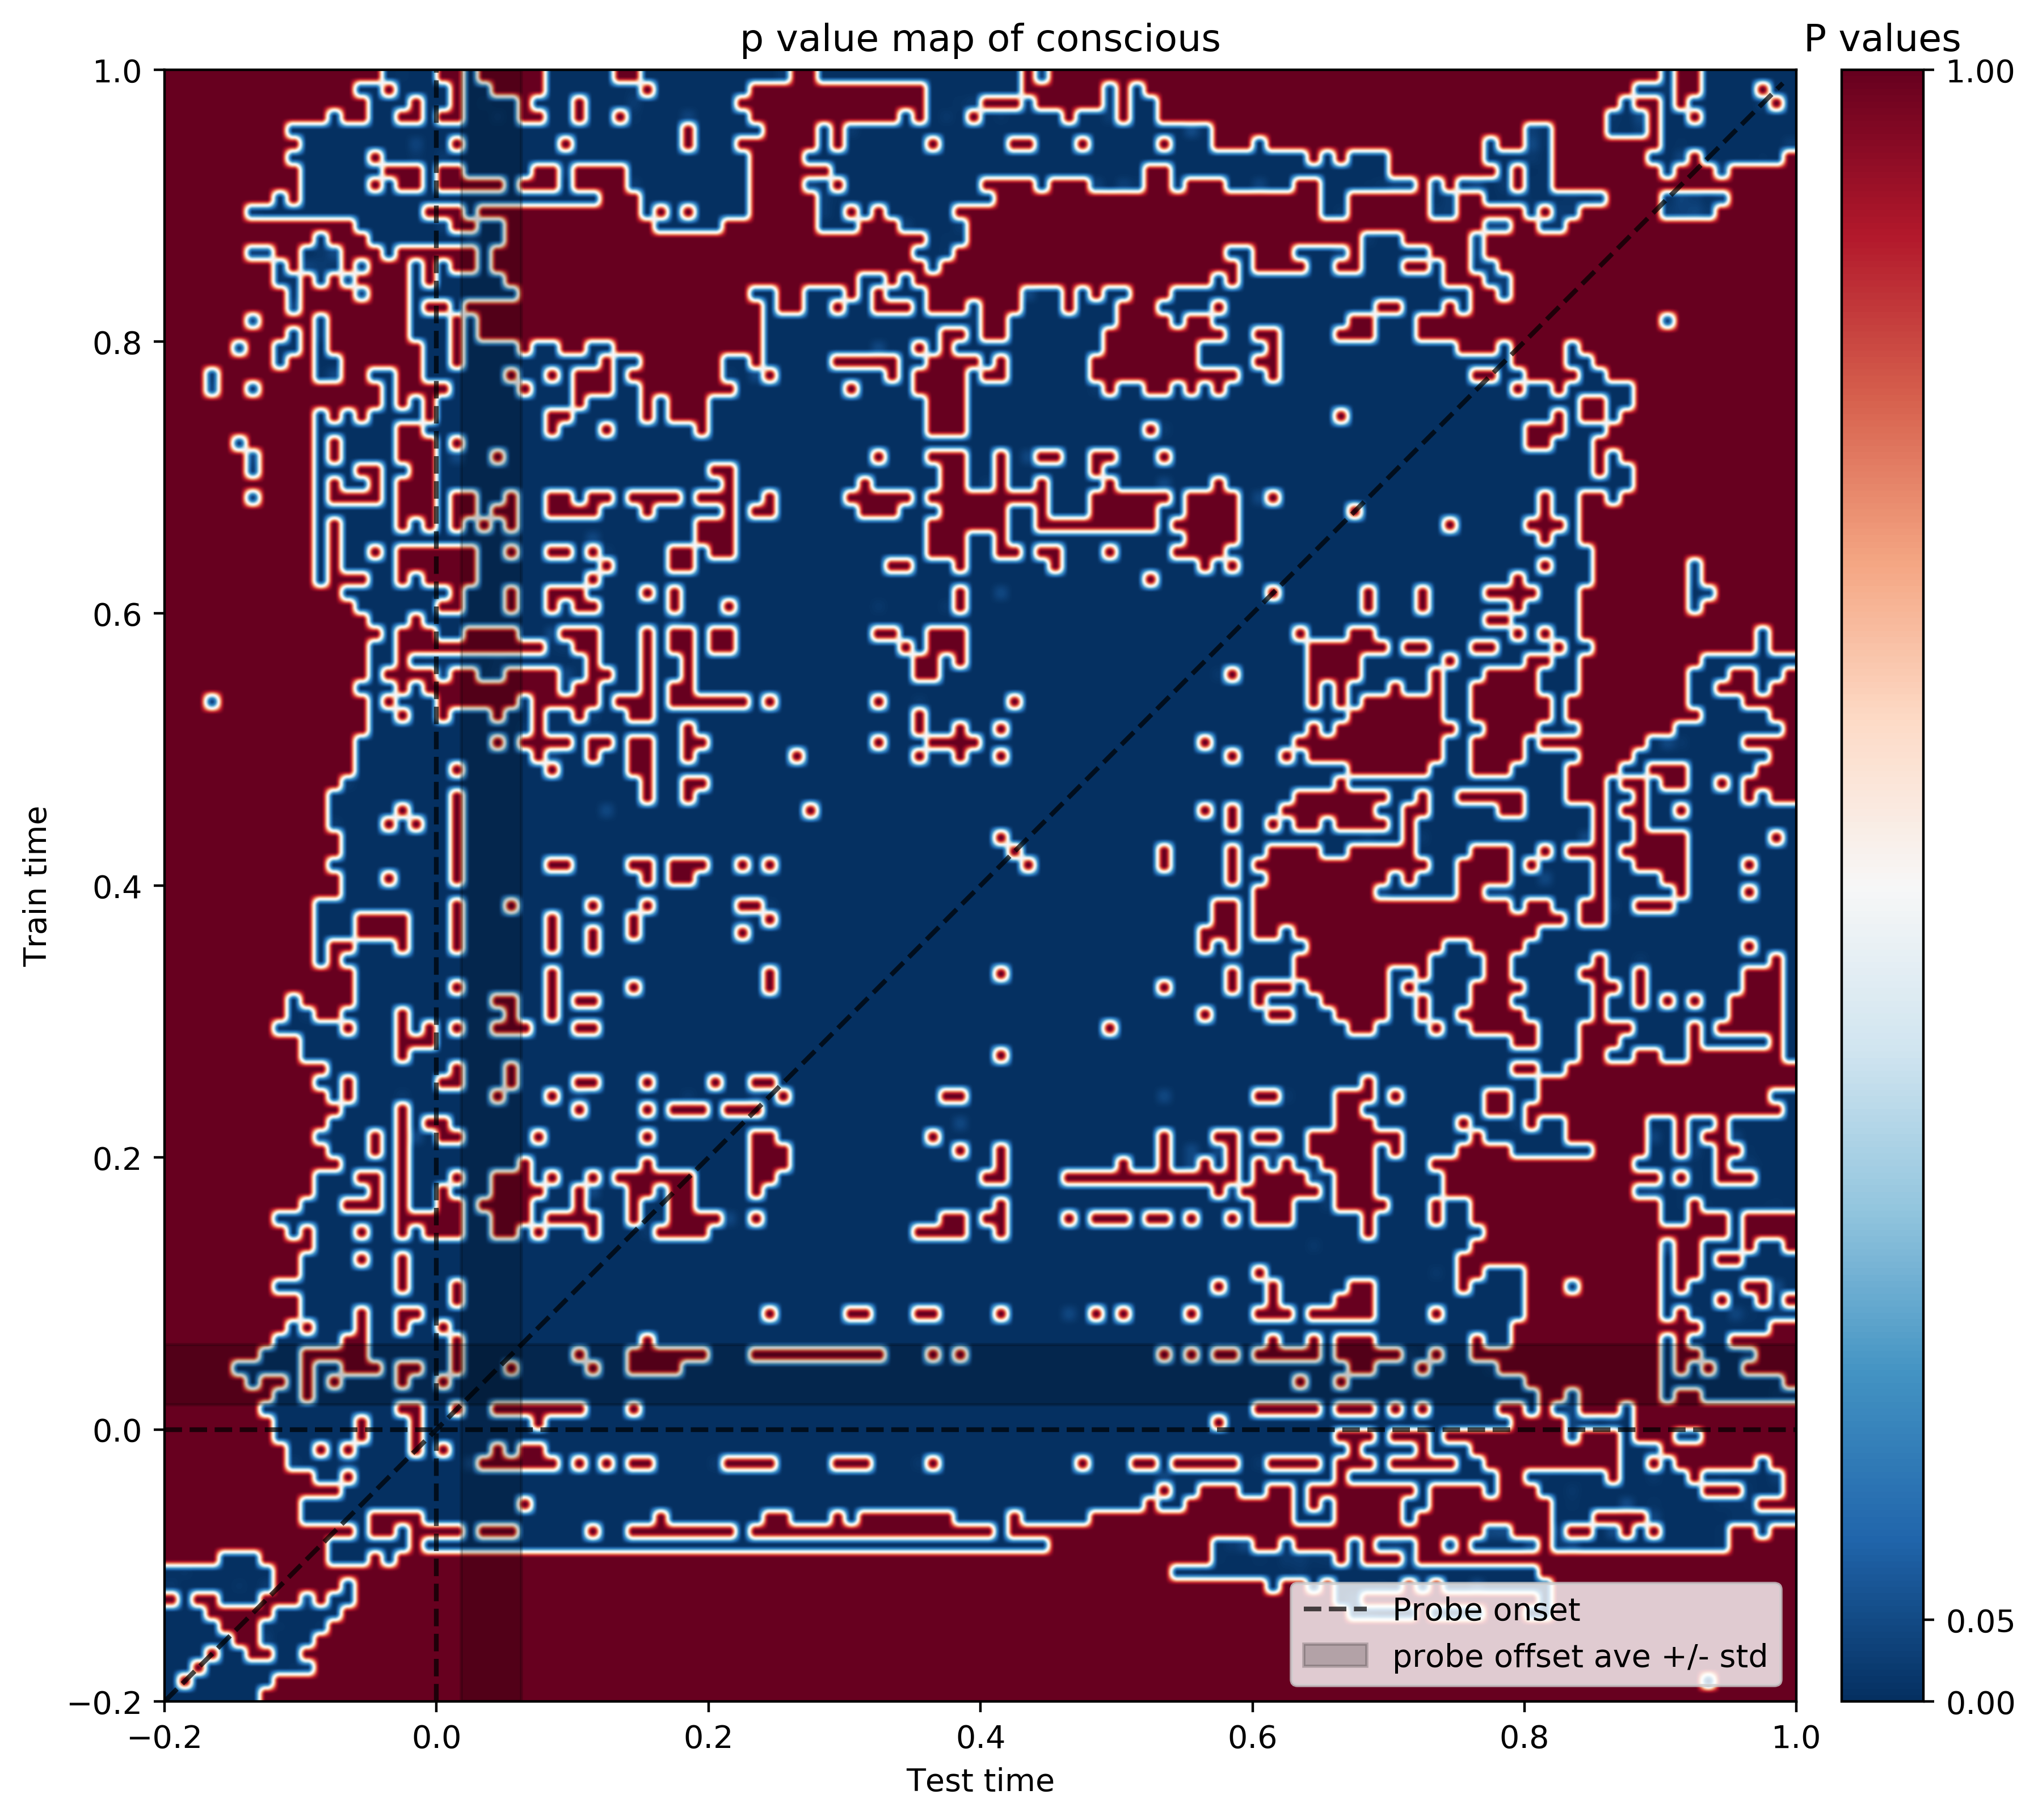 p value map of conscious
P values
1.0
0.8
0.6
0.4
0.2
0.0
−0.2
Train time
−0.2
0.0
0.2
0.4
0.6
0.8
1.0
Test time
Probe onset
probe offset ave +/- std
1.00
0.05
0.00